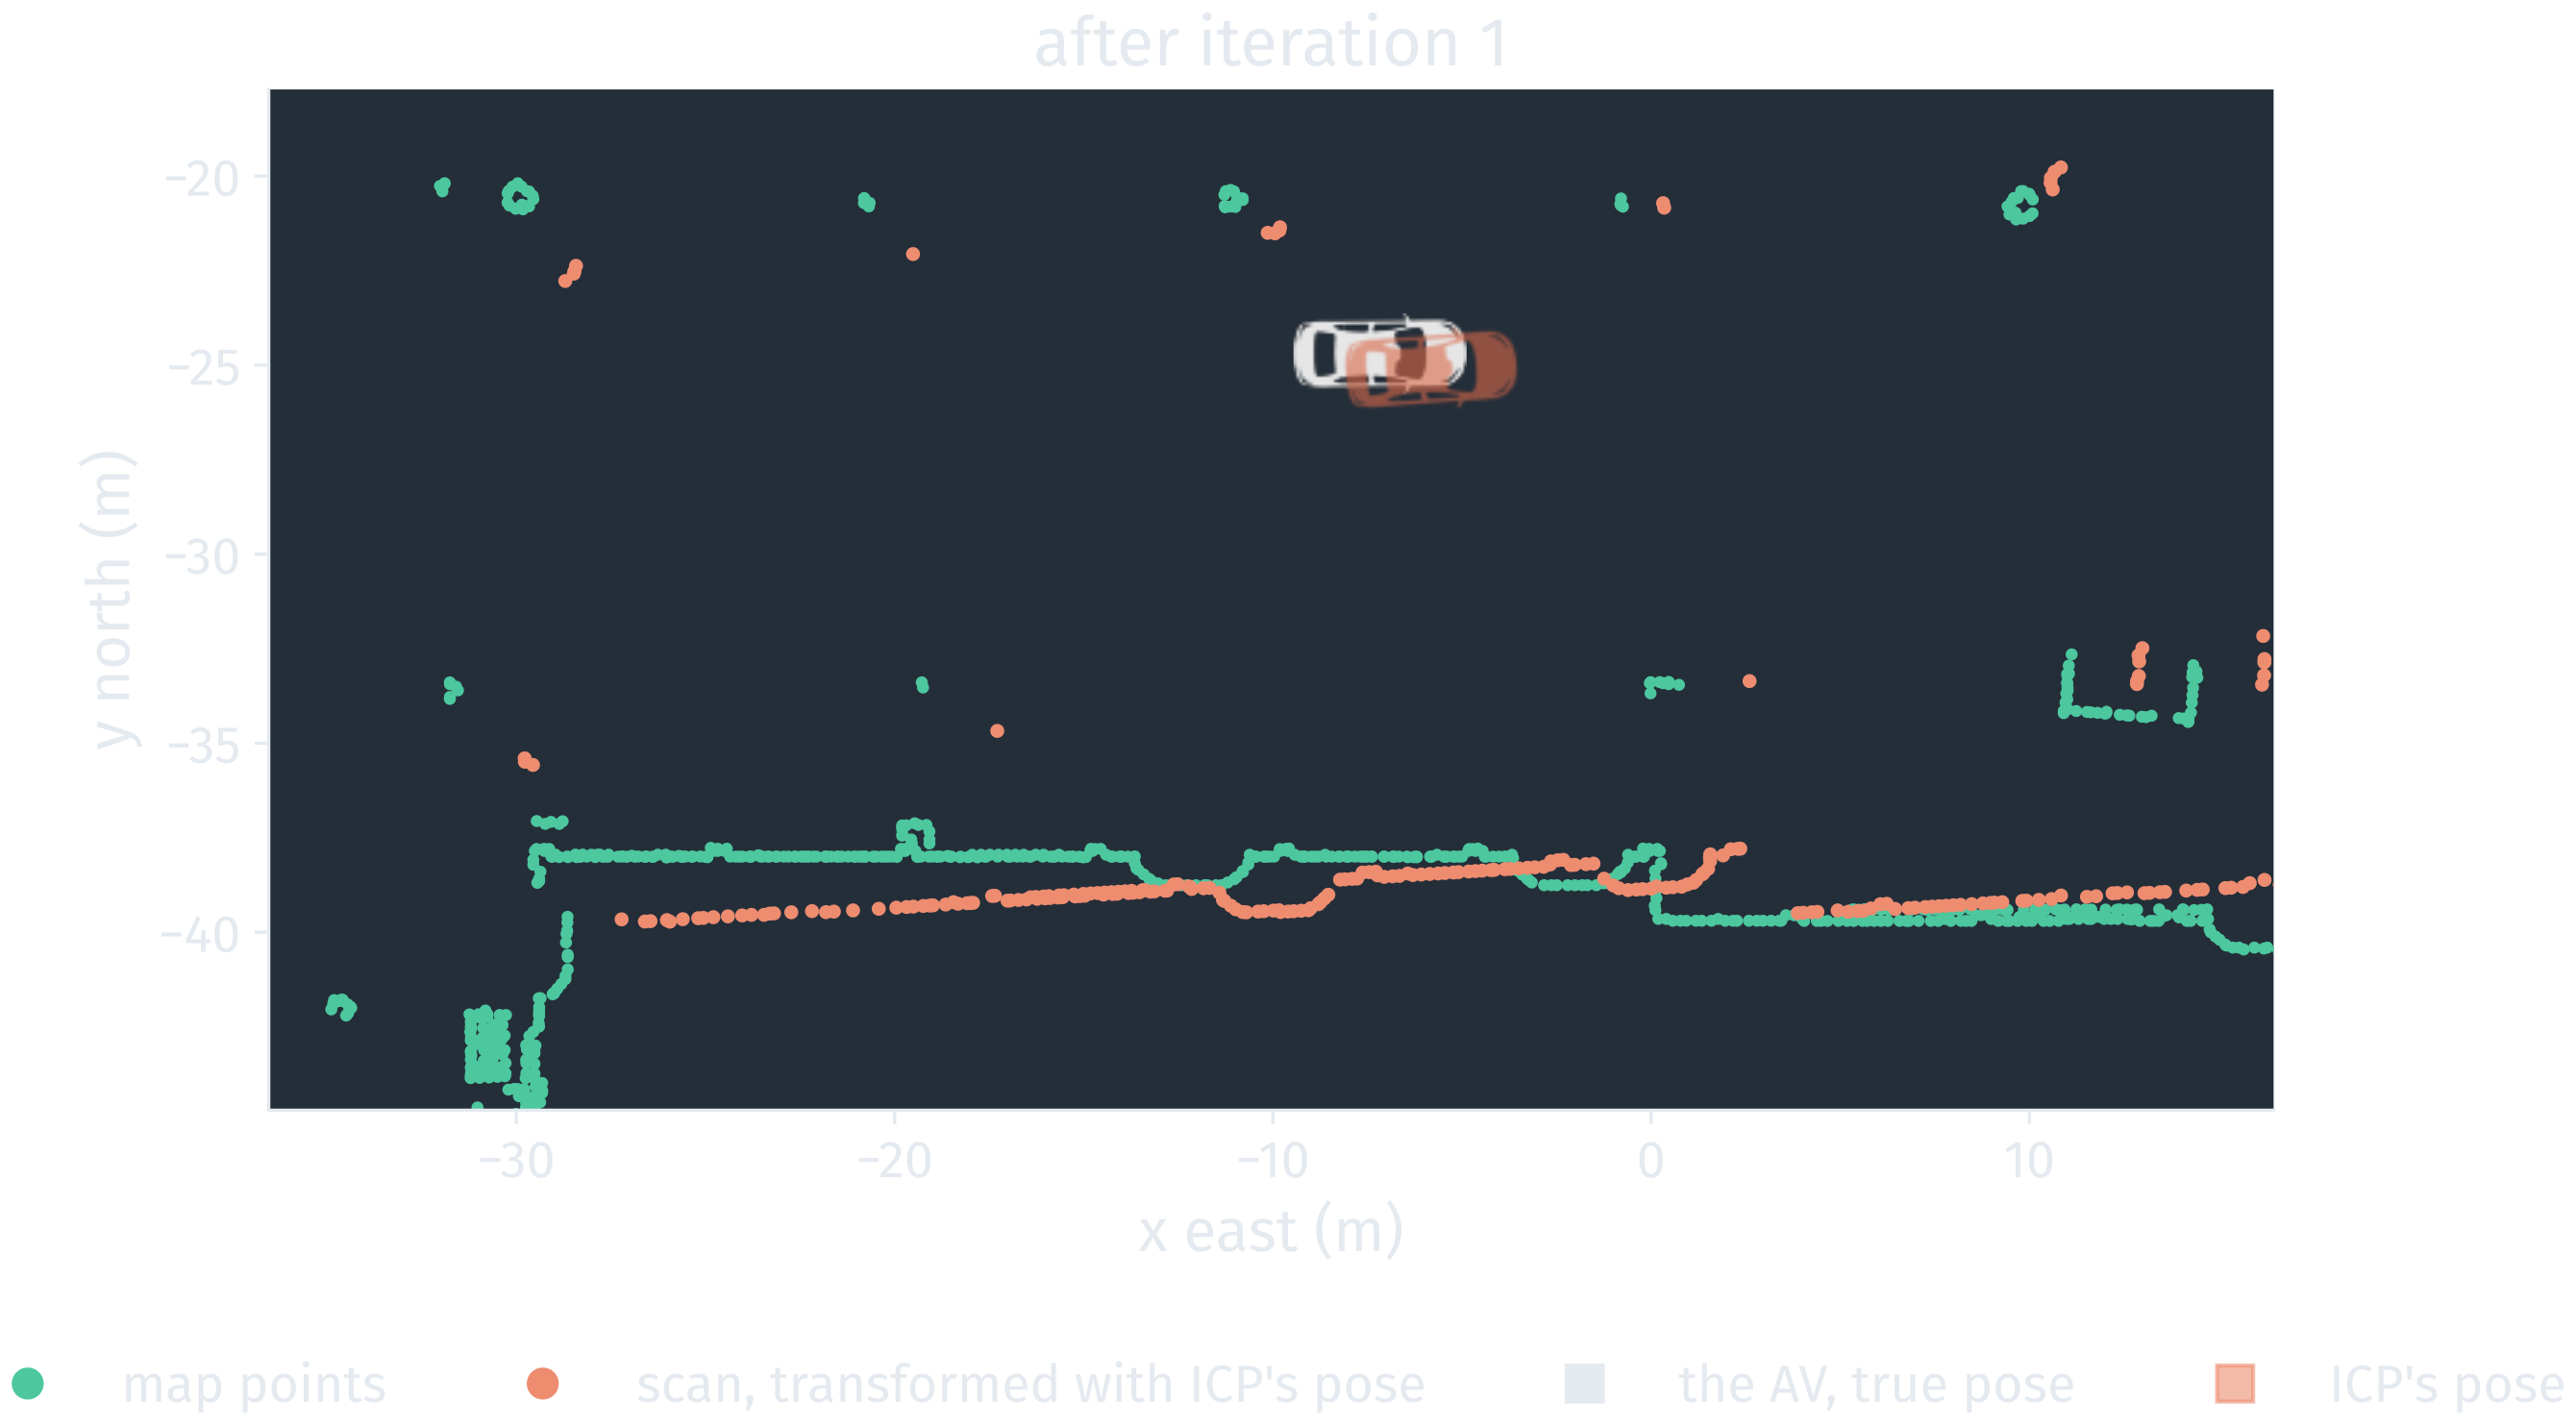 after iteration 1
y north (m)
−20
−25
−30
−35
−40
−30 −20 −10 0 10
x east (m)
map points scan, transformed with ICP's pose the AV, true pose ICP's pose